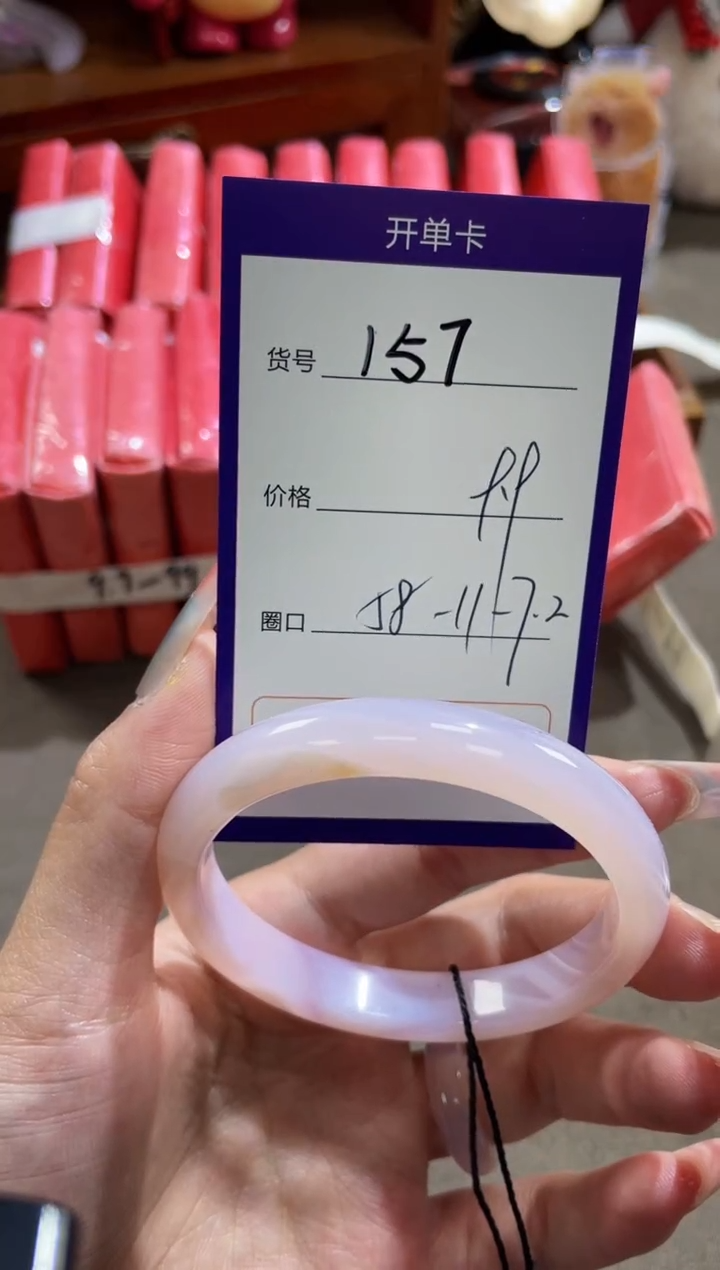 开单卡
货号 157
价格
圈口 58-11-7.2